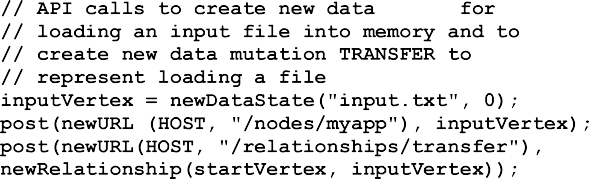 // API calls to create new data for
// loading an input file into memory and to
// create new data mutation TRANSFER to
// represent loading a file
inputVertex = newDataState("input.txt", 0);
post(newURL (HOST, "/nodes/myapp"), inputVertex);
post(newURL(HOST, "/relationships/transfer"),
newRelationship(startVertex, inputVertex));